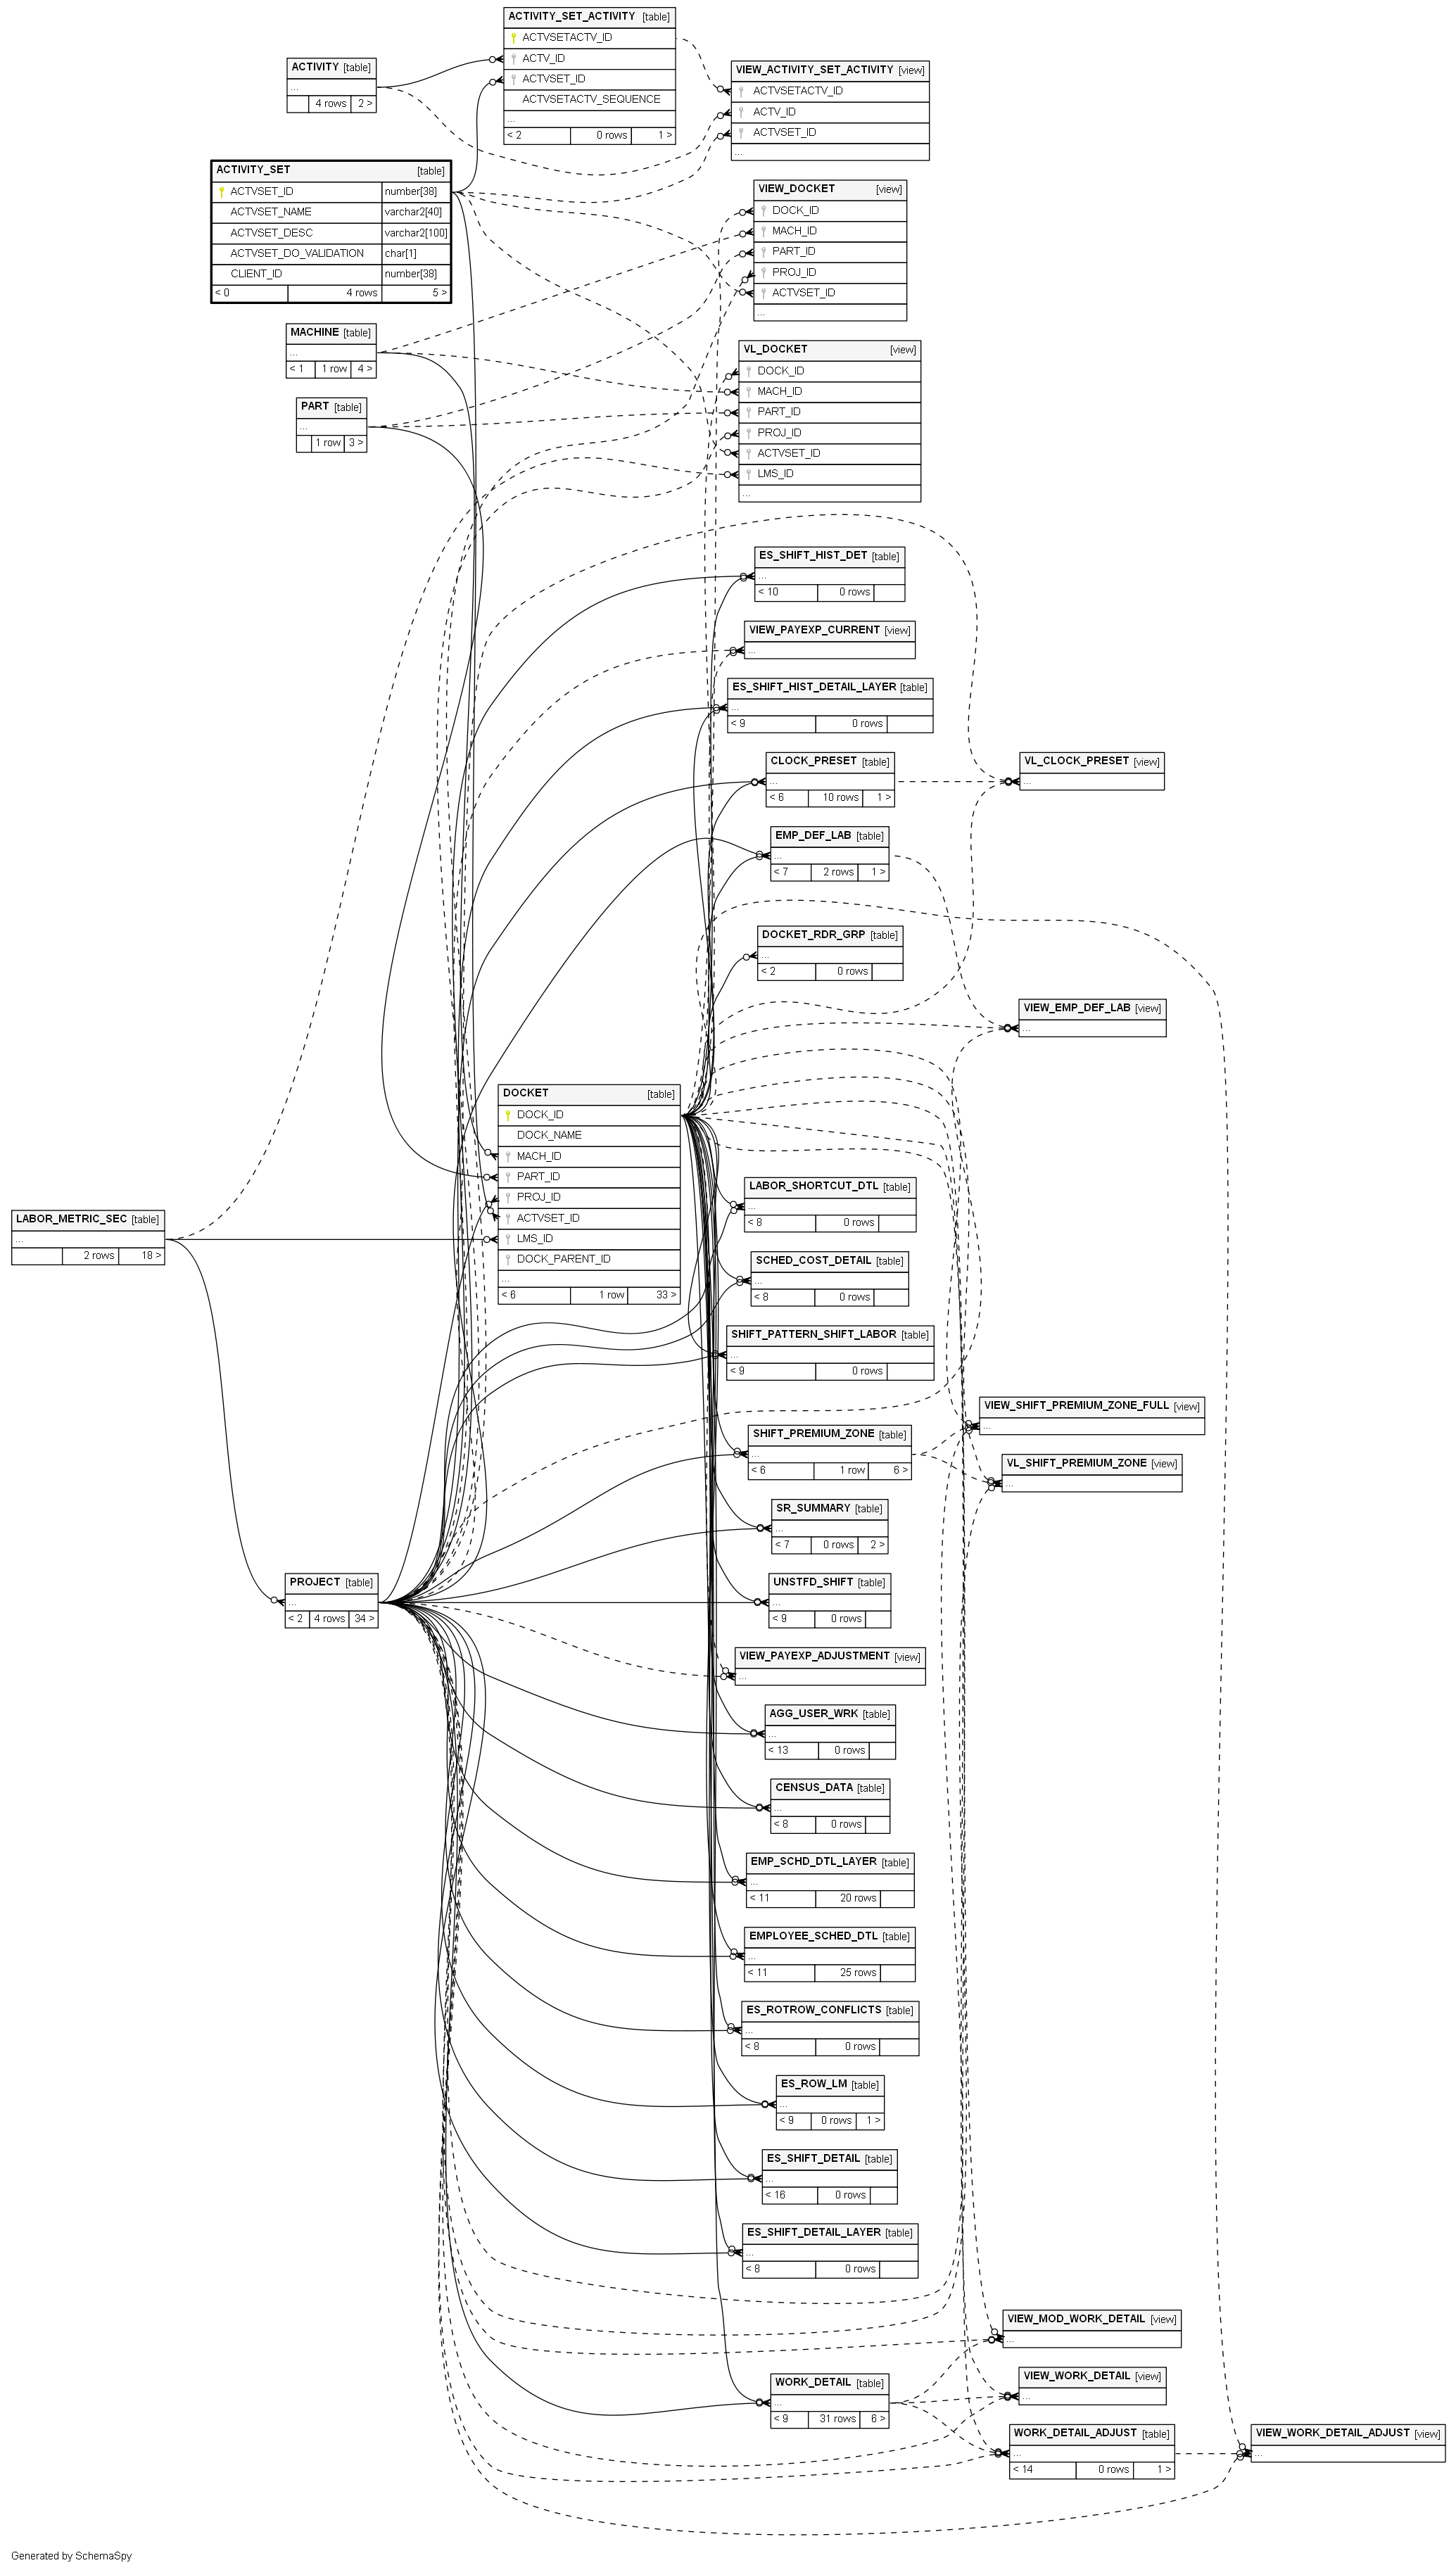 ACTIVITY_SET_ACTIVITY [table]
ACTVSETACTV_ID
ACTV_ID
ACTVSET_ID
ACTVSETACTV_SEQUENCE
...
< 2 0 rows 1 >
ACTIVITY [table]
...
4 rows 2 >
VIEW_ACTIVITY_SET_ACTIVITY [view]
ACTVSETACTV_ID
ACTV_ID
ACTVSET_ID
...
ACTIVITY_SET [table]
ACTVSET_ID number[38]
ACTVSET_NAME varchar2[40]
ACTVSET_DESC varchar2[100]
ACTVSET_DO_VALIDATION char[1]
CLIENT_ID number[38]
< 0 4 rows 5 >
VIEW_DOCKET [view]
DOCK_ID
MACH_ID
PART_ID
PROJ_ID
ACTVSET_ID
...
MACHINE [table]
...
< 1 1 row 4 >
VL_DOCKET [view]
DOCK_ID
MACH_ID
PART_ID
PROJ_ID
ACTVSET_ID
LMS_ID
...
PART [table]
...
1 row 3 >
ES_SHIFT_HIST_DET [table]
...
< 10 0 rows
VIEW_PAYEXP_CURRENT [view]
...
ES_SHIFT_HIST_DETAIL_LAYER [table]
...
< 9 0 rows
CLOCK_PRESET [table]
...
< 6 10 rows 1 >
VL_CLOCK_PRESET [view]
...
EMP_DEF_LAB [table]
...
< 7 2 rows 1 >
DOCKET_RDR_GRP [table]
...
< 2 0 rows
VIEW_EMP_DEF_LAB [view]
...
DOCKET [table]
DOCK_ID
DOCK_NAME
MACH_ID
PART_ID
PROJ_ID
ACTVSET_ID
LMS_ID
DOCK_PARENT_ID
...
< 6 1 row 33 >
LABOR_METRIC_SEC [table]
...
2 rows 18 >
LABOR_SHORTCUT_DTL [table]
...
< 8 0 rows
SCHED_COST_DETAIL [table]
...
< 8 0 rows
SHIFT_PATTERN_SHIFT_LABOR [table]
...
< 9 0 rows
VIEW_SHIFT_PREMIUM_ZONE_FULL [view]
...
SHIFT_PREMIUM_ZONE [table]
...
< 6 1 row 6 >
VL_SHIFT_PREMIUM_ZONE [view]
...
SR_SUMMARY [table]
...
< 7 0 rows 2 >
PROJECT [table]
...
< 2 4 rows 34 >
UNSTFD_SHIFT [table]
...
< 9 0 rows
VIEW_PAYEXP_ADJUSTMENT [view]
...
AGG_USER_WRK [table]
...
< 13 0 rows
CENSUS_DATA [table]
...
< 8 0 rows
EMP_SCHD_DTL_LAYER [table]
...
< 11 20 rows
EMPLOYEE_SCHED_DTL [table]
...
< 11 25 rows
ES_ROTROW_CONFLICTS [table]
...
< 8 0 rows
ES_ROW_LM [table]
...
< 9 0 rows 1 >
ES_SHIFT_DETAIL [table]
...
< 16 0 rows
ES_SHIFT_DETAIL_LAYER [table]
...
< 8 0 rows
VIEW_MOD_WORK_DETAIL [view]
...
WORK_DETAIL [table]
...
< 9 31 rows 6 >
VIEW_WORK_DETAIL [view]
...
WORK_DETAIL_ADJUST [table]
...
< 14 0 rows 1 >
VIEW_WORK_DETAIL_ADJUST [view]
...
Generated by SchemaSpy